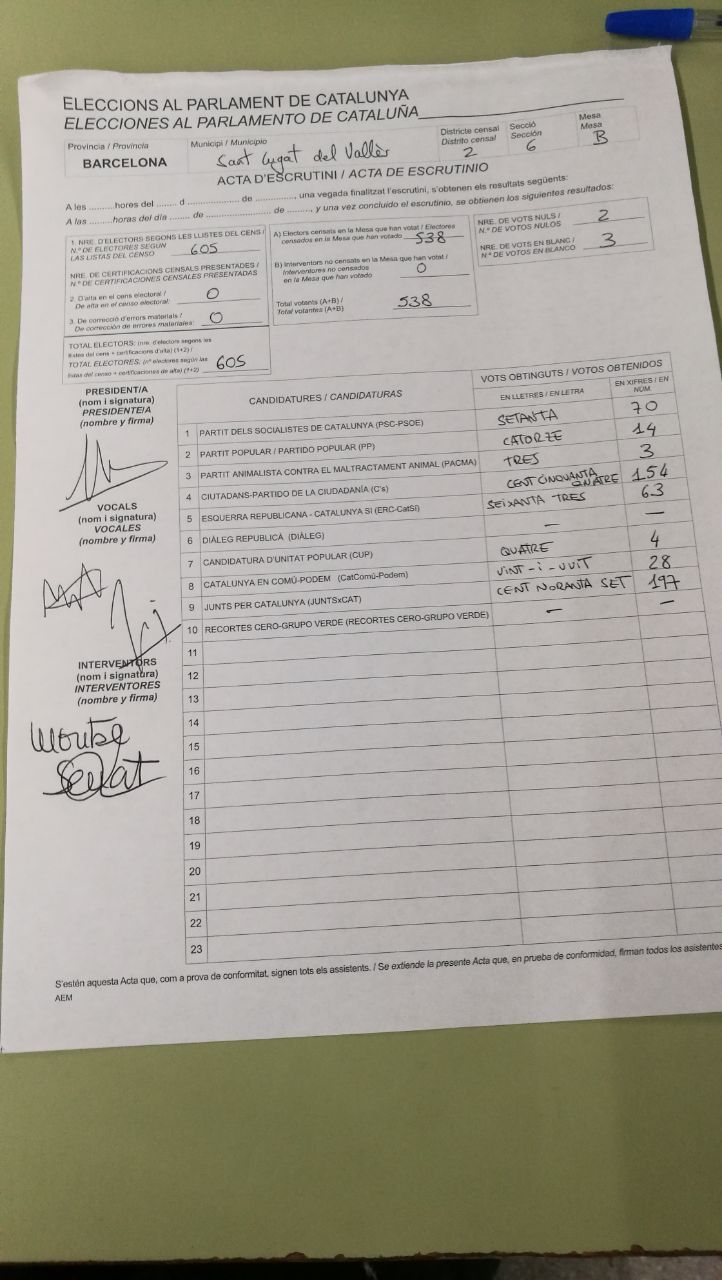 ELECCIONS AL PARLAMENT DE CATALUNYA
ELECCIONES AL PARLAMENTO DE CATALUÑA
Província / Provincia
BARCELONA
Municipi / Municipio
Sant Cugat del Vallès
Districte censal
Distrito censal
2
Secció
Sección
6
Mesa
Mesa
B
ACTA D'ESCRUTINI / ACTA DE ESCRUTINIO
A les .........hores del ........ d ...................... de ..............., una vegada finalitzat l'escrutini, s'obtenen els resultats següents:
A las .........horas del día ........ de ...................... de ........., y una vez concluido el escrutinio, se obtienen los siguientes resultados:
1. NRE. D'ELECTORS SEGONS LES LLISTES DEL CENS /
N.º DE ELECTORES SEGÚN
LAS LISTAS DEL CENSO 605
NRE. DE CERTIFICACIONS CENSALS PRESENTADES /
N.º DE CERTIFICACIONES CENSALES PRESENTADAS
2. D'alta en el cens electoral /
De alta en el censo electoral: 0
3. De correcció d'errors materials /
De corrección de errores materiales: 0
TOTAL ELECTORS: (nre. d'electors segons les
llistes del cens + certificacions d'alta) (1+2) /
TOTAL ELECTORES: (nº electores según las
listas del censo + certificaciones de alta) (1+2) 605
A) Electors censats en la Mesa que han votat / Electores
censados en la Mesa que han votado 538
B) Interventors no censats en la Mesa que han votat /
Interventores no censados
en la Mesa que han votado 0
Total votants (A+B) /
Total votantes (A+B) 538
NRE. DE VOTS NULS /
N.º DE VOTOS NULOS 2
NRE. DE VOTS EN BLANC /
N.º DE VOTOS EN BLANCO 3
PRESIDENT/A
(nom i signatura)
PRESIDENTE/A
(nombre y firma)
VOCALS
(nom i signatura)
VOCALES
(nombre y firma)
INTERVENTORS
(nom i signatura)
INTERVENTORES
(nombre y firma)
Montse
CANDIDATURES / CANDIDATURAS
VOTS OBTINGUTS / VOTOS OBTENIDOS
EN LLETRES / EN LETRA
EN XIFRES / EN NÚM.
1 PARTIT DELS SOCIALISTES DE CATALUNYA (PSC-PSOE) SETANTA 70
2 PARTIT POPULAR / PARTIDO POPULAR (PP) CATORZE 14
3 PARTIT ANIMALISTA CONTRA EL MALTRACTAMENT ANIMAL (PACMA) TRES 3
4 CIUTADANS-PARTIDO DE LA CIUDADANÍA (C's) CENT CINQUANTA QUATRE 154
5 ESQUERRA REPUBLICANA - CATALUNYA SÍ (ERC-CatSí) SEIXANTA TRES 63
6 DIÀLEG REPUBLICÀ (DIÀLEG) — —
7 CANDIDATURA D'UNITAT POPULAR (CUP) QUATRE 4
8 CATALUNYA EN COMÚ-PODEM (CatComú-Podem) VINT-I-VUIT 28
9 JUNTS PER CATALUNYA (JUNTSxCAT) CENT NORANTA SET 197
10 RECORTES CERO-GRUPO VERDE (RECORTES CERO-GRUPO VERDE) — —
11
12
13
14
15
16
17
18
19
20
21
22
23
S'estén aquesta Acta que, com a prova de conformitat, signen tots els assistents. / Se extiende la presente Acta que, en prueba de conformidad, firman todos los asistentes
AEM